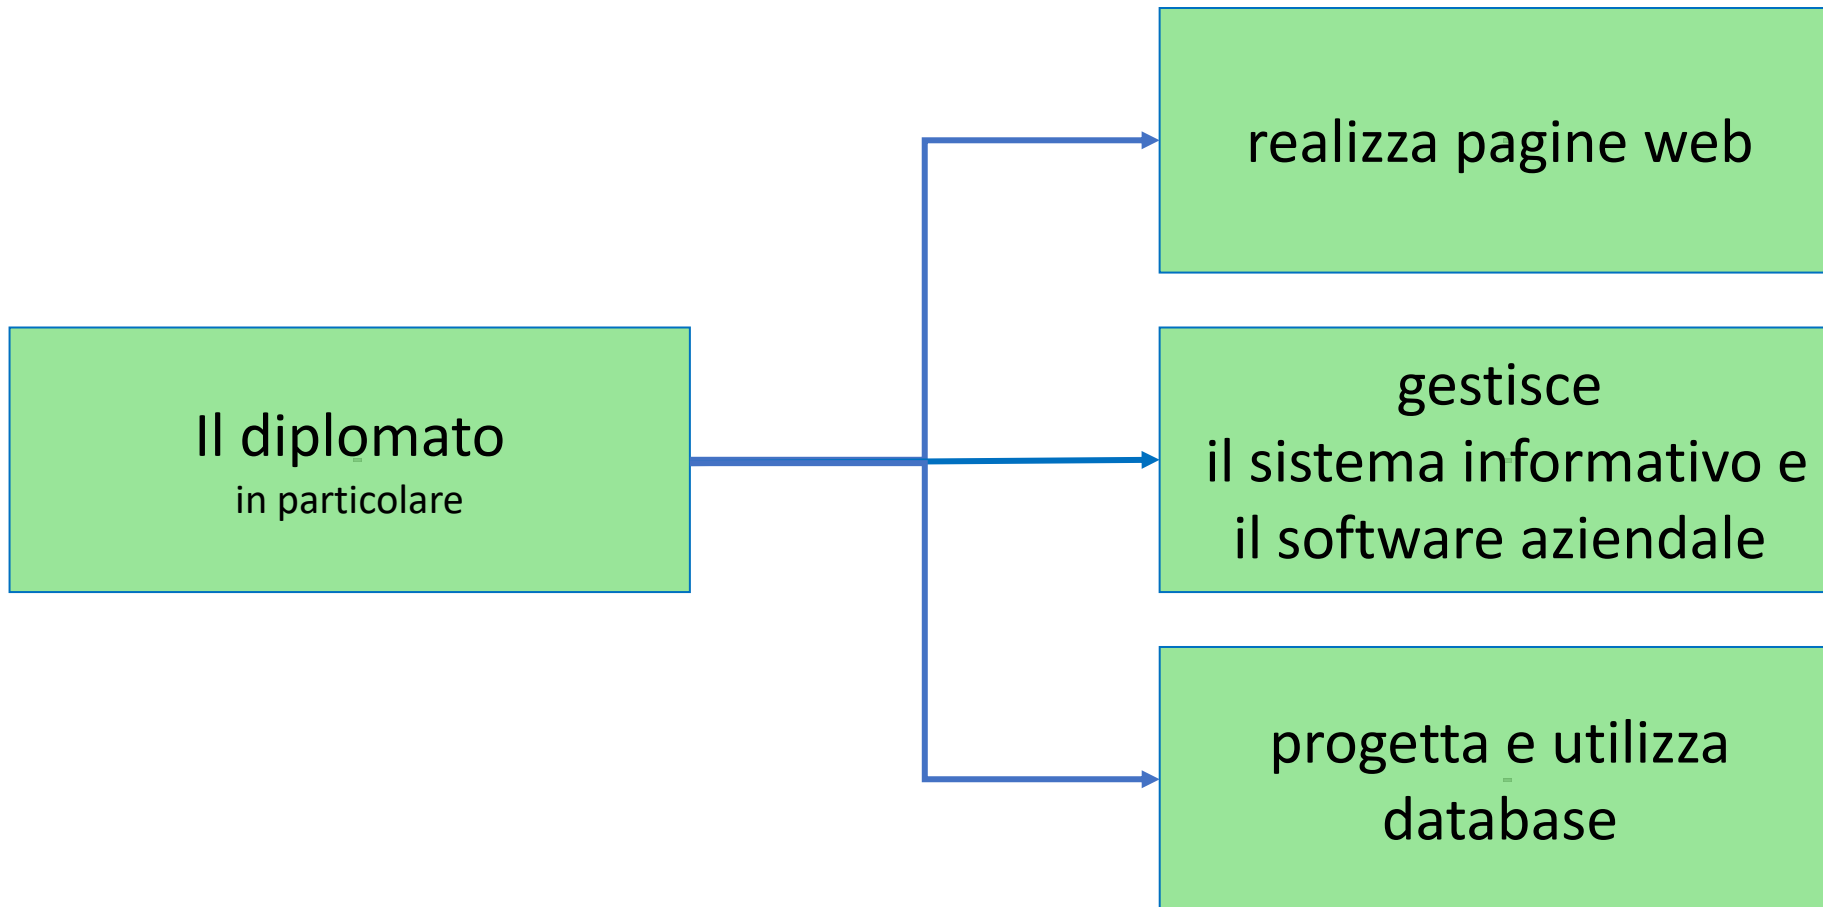 realizza pagine web
Il diplomato
in particolare
gestisce
il sistema informativo e
il software aziendale
progetta e utilizza
database